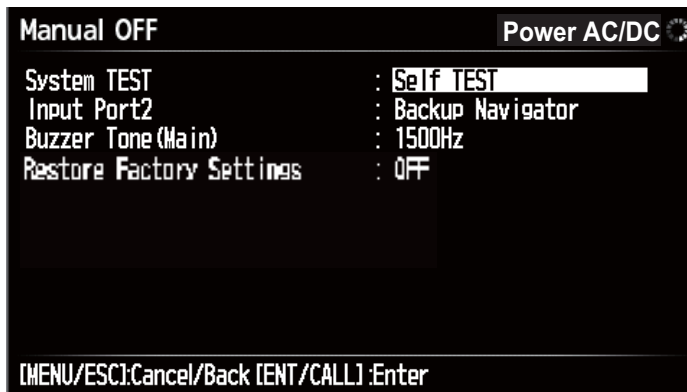 Manual OFF Power AC/DC
System TEST : Self TEST
Input Port2 : Backup Navigator
Buzzer Tone(Main) : 1500Hz
Restore Factory Settings : OFF
[MENU/ESC]:Cancel/Back [ENT/CALL]:Enter